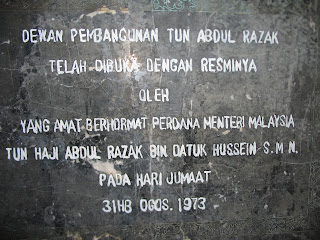 DEWAN PEMBANGUNAN TUN ABDUL RAZAK
TELAH DIBUKA DENGAN RESMINYA
OLEH
YANG AMAT BERHORMAT PERDANA MENTERI MALAYSIA
TUN HAJI ABDUL RAZAK BIN DATUK HUSSEIN S.M.N.
PADA HARI JUMAAT
31HB OGOS. 1973